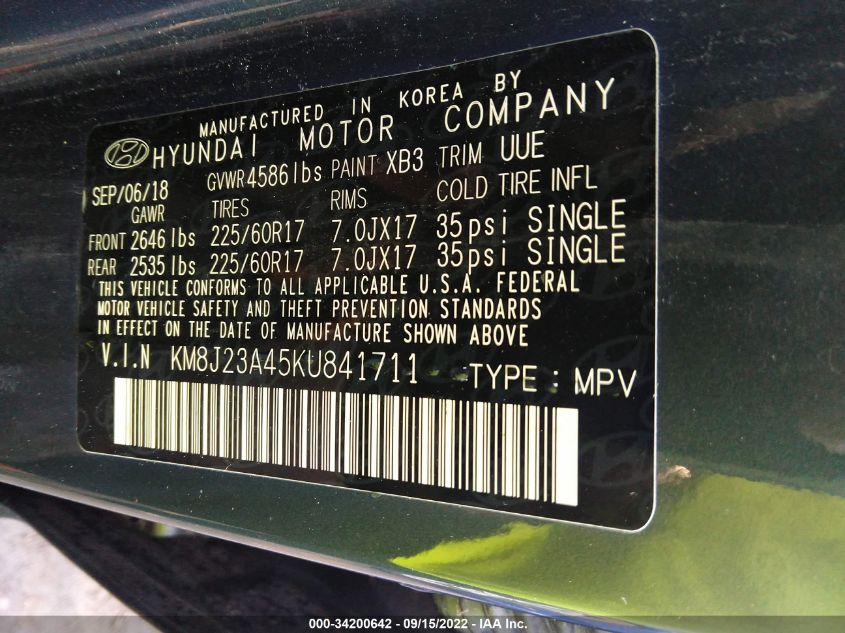 MANUFACTURED IN KOREA BY
HYUNDAI MOTOR COMPANY
SEP/06/18 GVWR 4586 lbs PAINT XB3 TRIM UUE
GAWR TIRES RIMS COLD TIRE INFL
FRONT 2646 lbs 225/60R17 7.0JX17 35psi SINGLE
REAR 2535 lbs 225/60R17 7.0JX17 35psi SINGLE
THIS VEHICLE CONFORMS TO ALL APPLICABLE U.S.A. FEDERAL
MOTOR VEHICLE SAFETY AND THEFT PREVENTION STANDARDS
IN EFFECT ON THE DATE OF MANUFACTURE SHOWN ABOVE
V.I.N KM8J23A45KU841711 TYPE : MPV
000-34200642 - 09/15/2022 - IAA Inc.